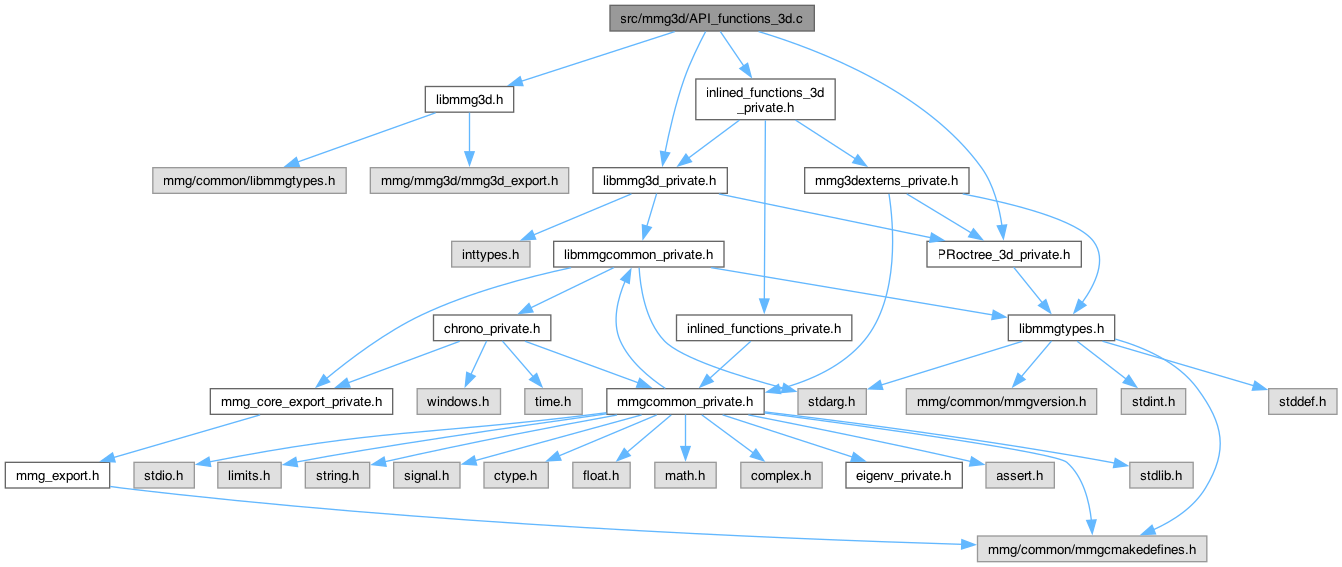 src/mmg3d/API_functions_3d.c
libmmg3d.h
inlined_functions_3d
_private.h
mmg/common/libmmgtypes.h
mmg/mmg3d/mmg3d_export.h
libmmg3d_private.h
mmg3dexterns_private.h
inttypes.h
libmmgcommon_private.h
PRoctree_3d_private.h
chrono_private.h
inlined_functions_private.h
libmmgtypes.h
mmg_core_export_private.h
windows.h
time.h
mmgcommon_private.h
stdarg.h
mmg/common/mmgversion.h
stdint.h
stddef.h
mmg_export.h
stdio.h
limits.h
string.h
signal.h
ctype.h
float.h
math.h
complex.h
eigenv_private.h
assert.h
stdlib.h
mmg/common/mmgcmakedefines.h